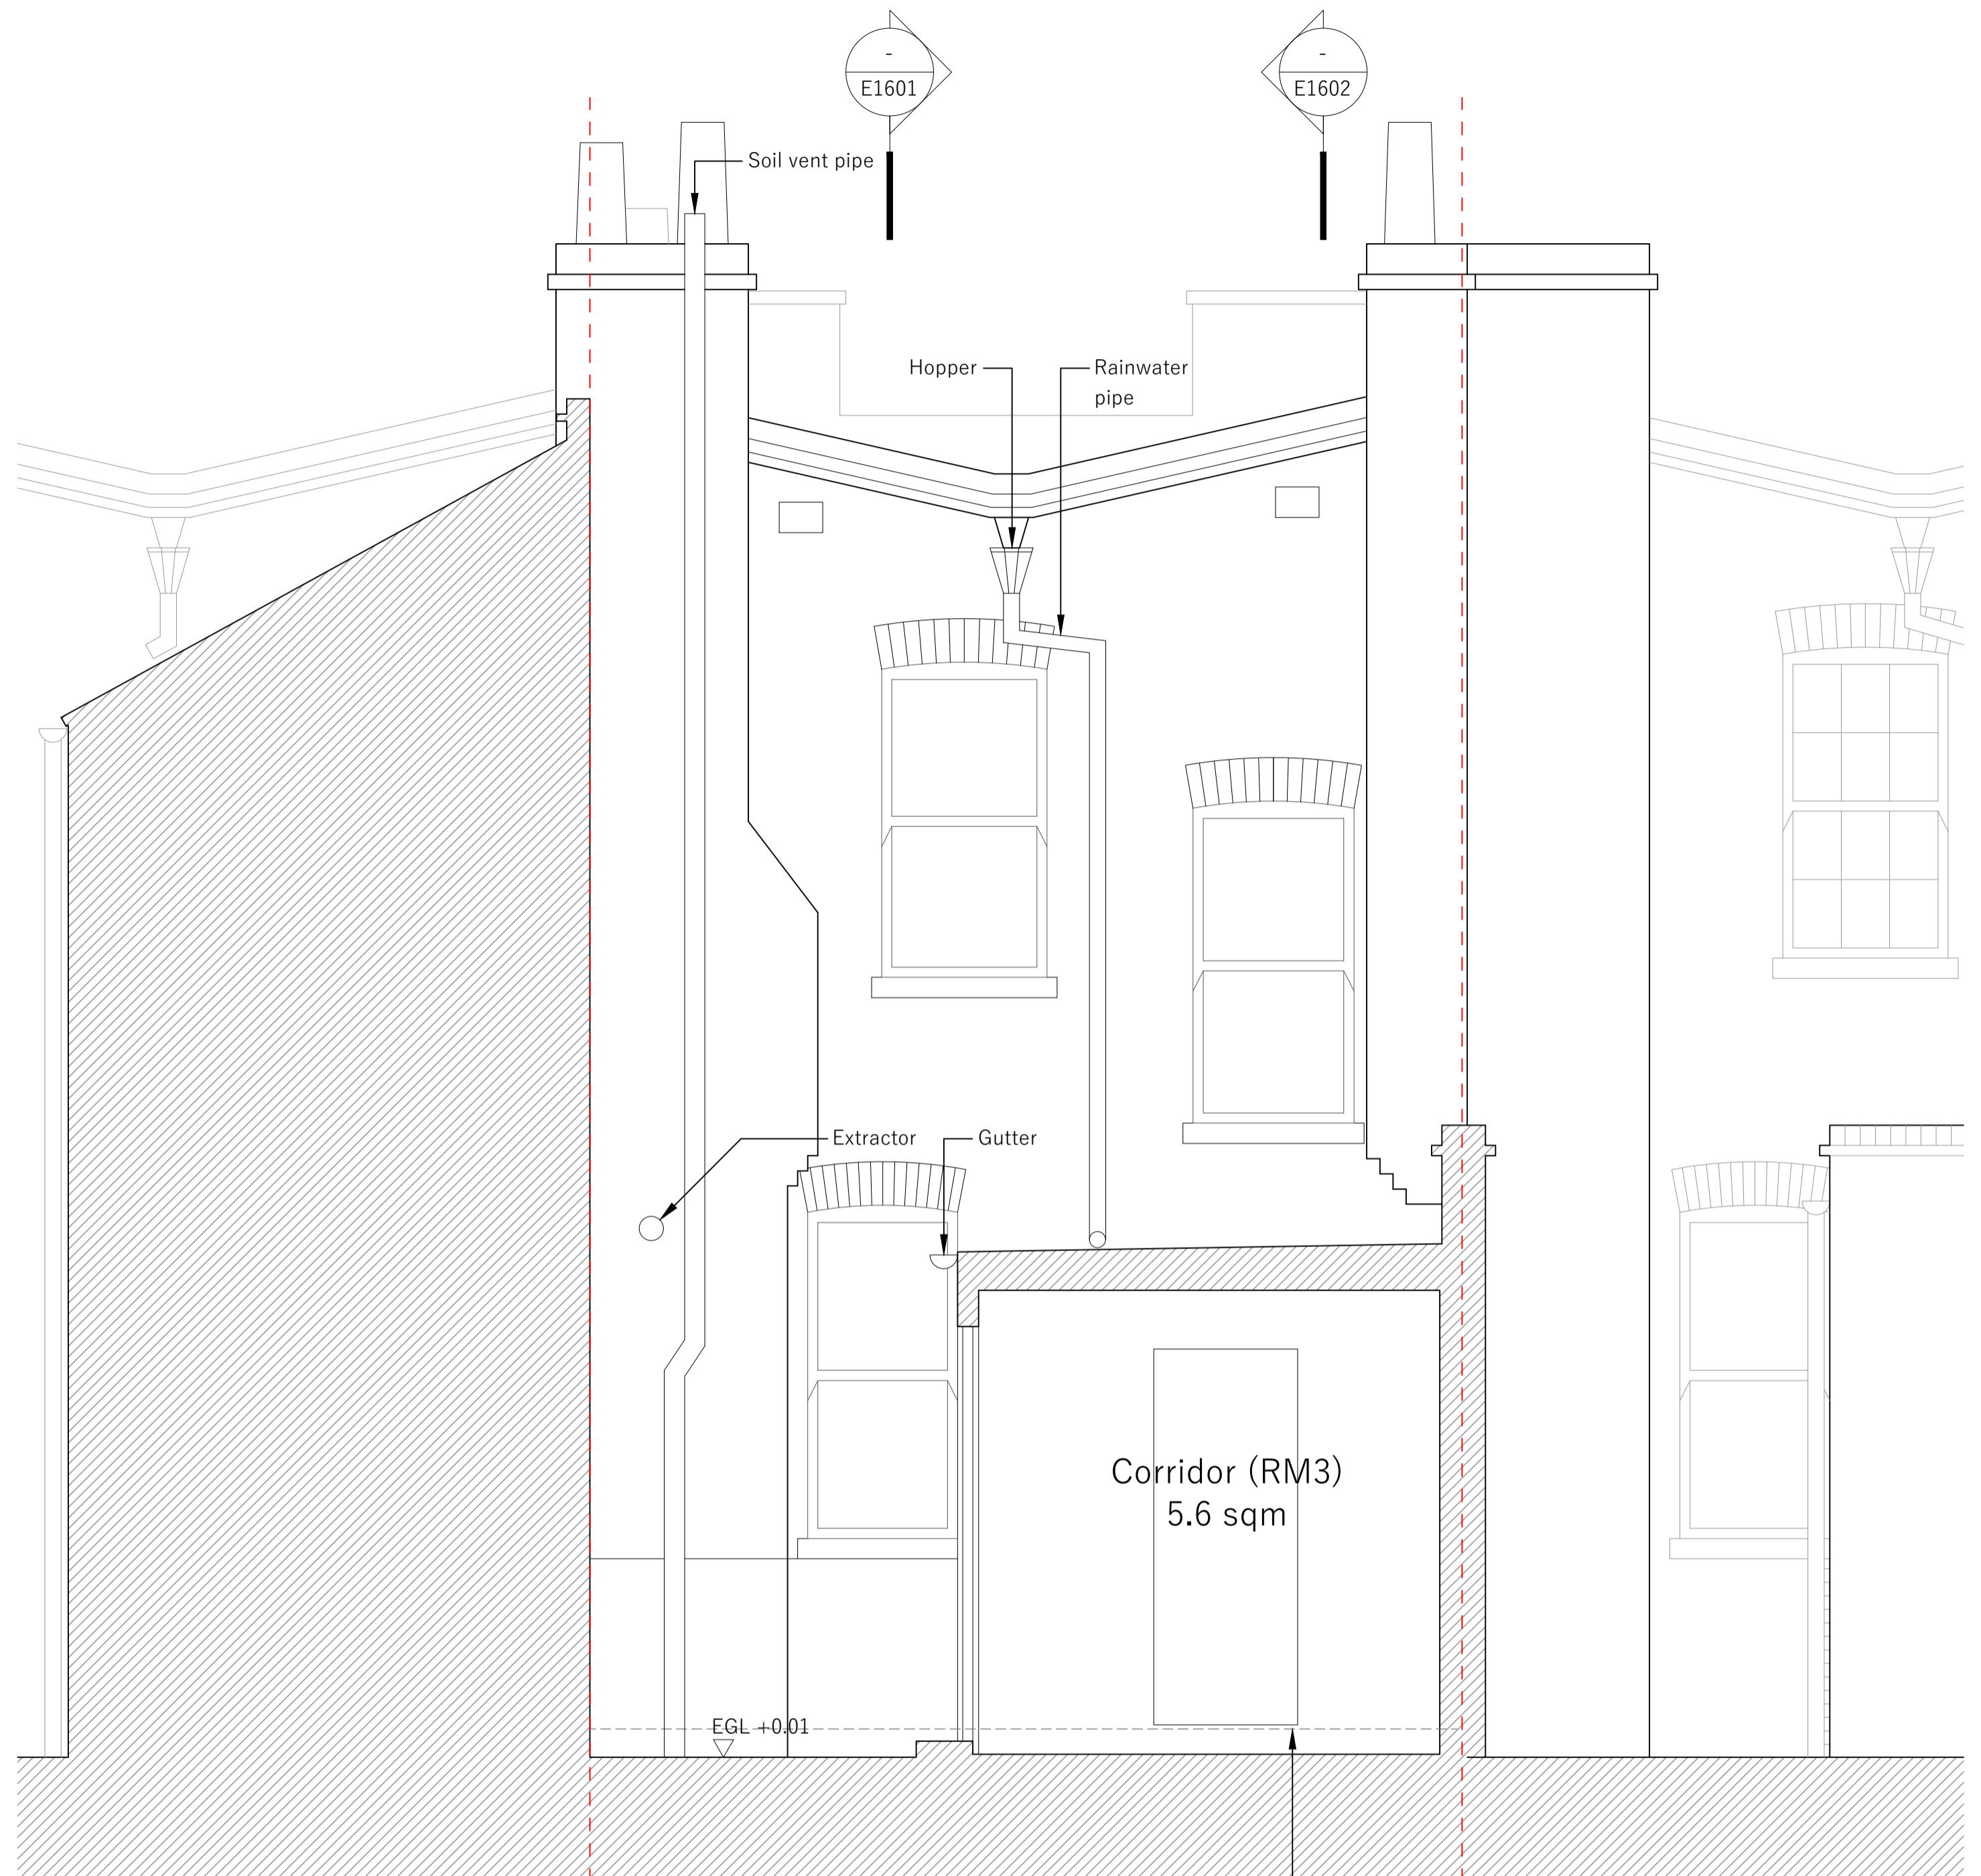 -
E1601
-
E1602
Soil vent pipe
Hopper
Rainwater
pipe
Extractor
Gutter
Corridor (RM3)
5.6 sqm
EGL +0.01